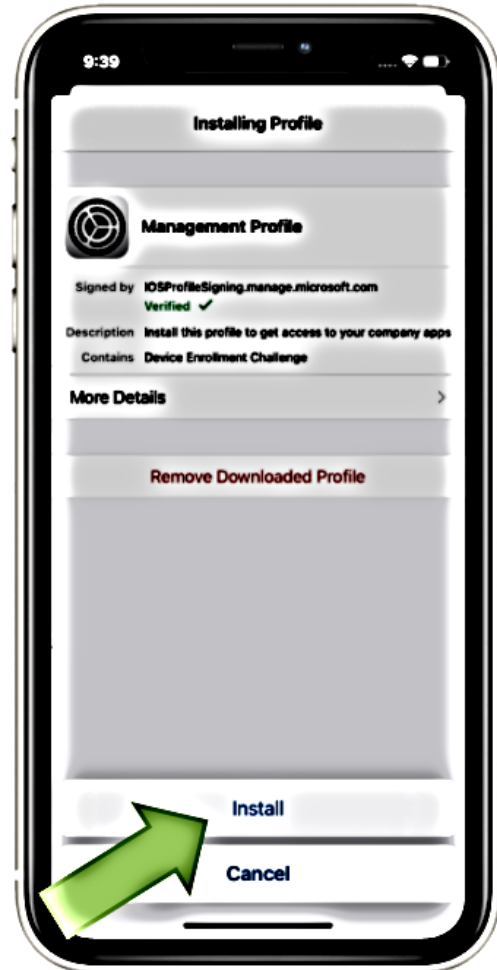 9:39
Installing Profile
Management Profile
Signed by IOSProfileSigning.manage.microsoft.com
Verified ✓
Description Install this profile to get access to your company apps
Contains Device Enrollment Challenge
More Details
Remove Downloaded Profile
Install
Cancel